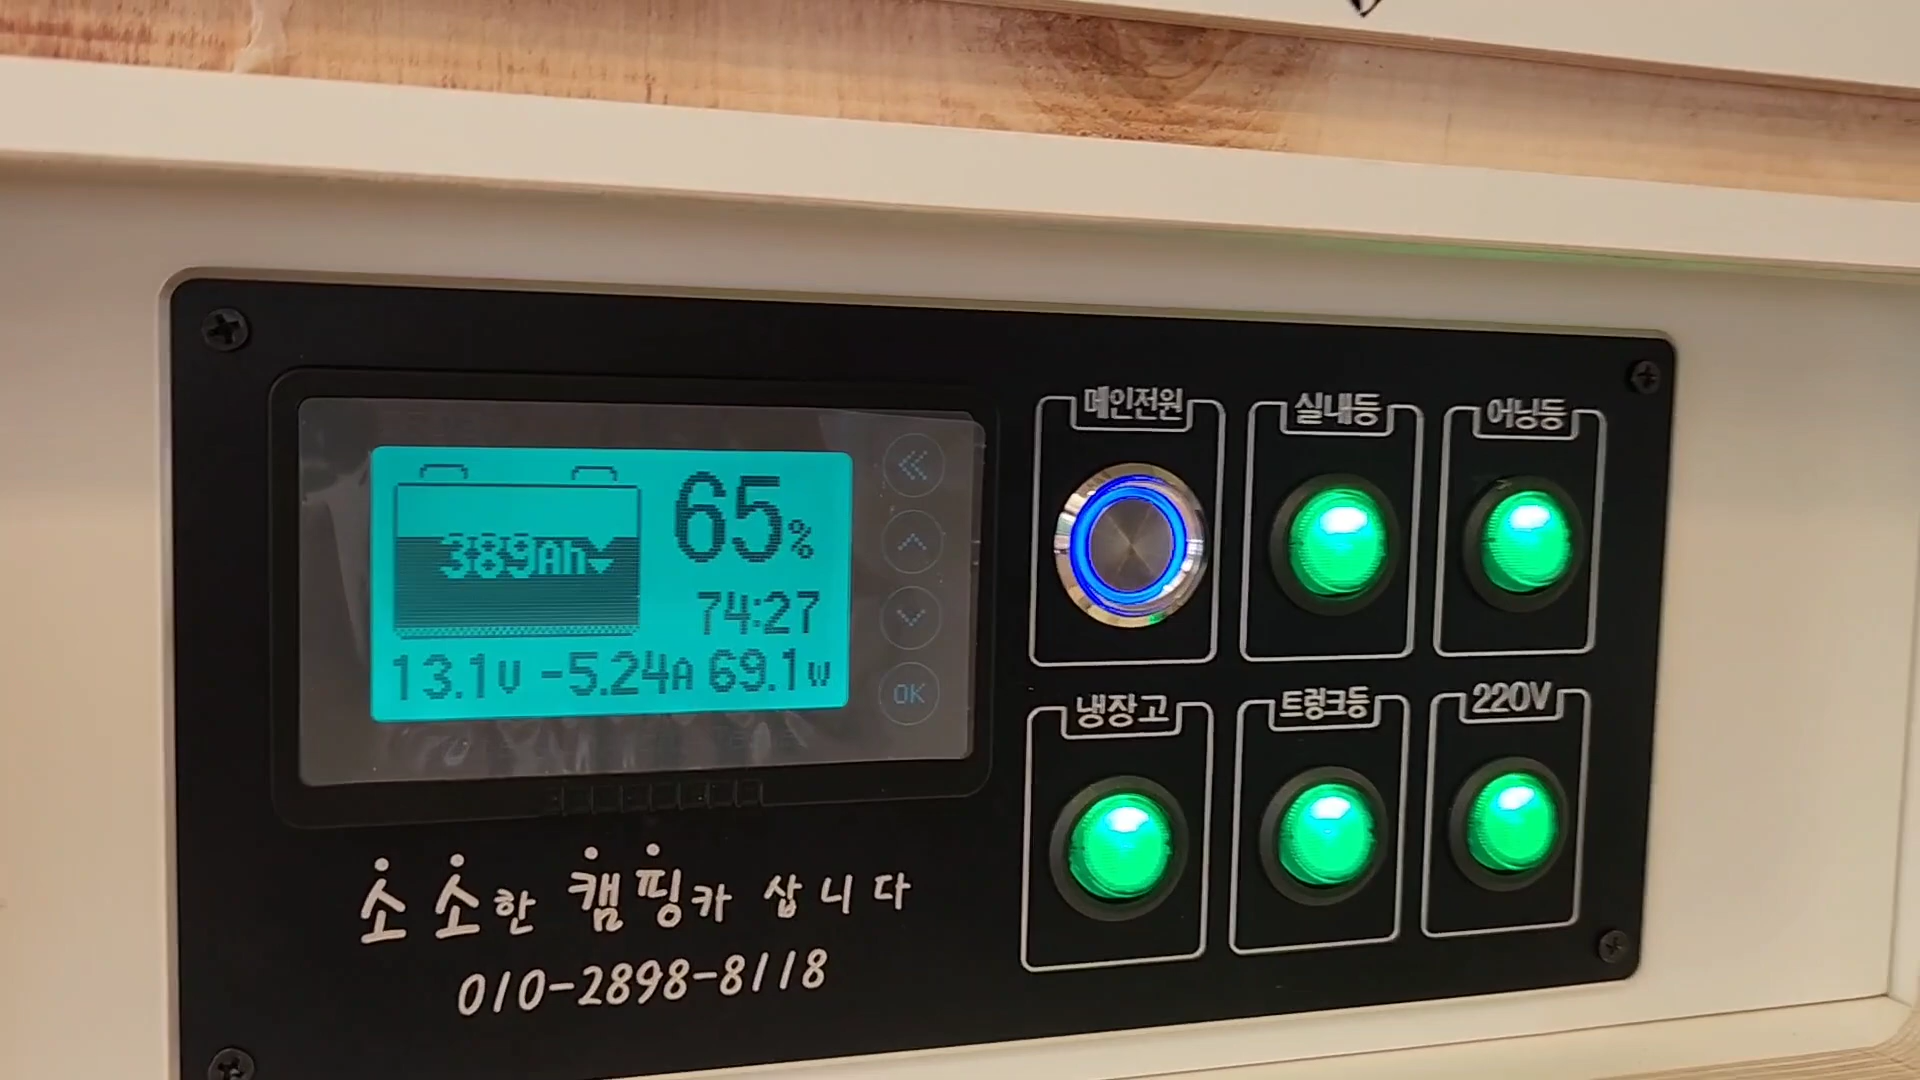 65%
389Ah
74:27
13.1V -5.24A 69.1W
OK
메인전원
실내등
어닝등
냉장고
트렁크등
220V
소소한 캠핑카 삽니다
010-2898-8118